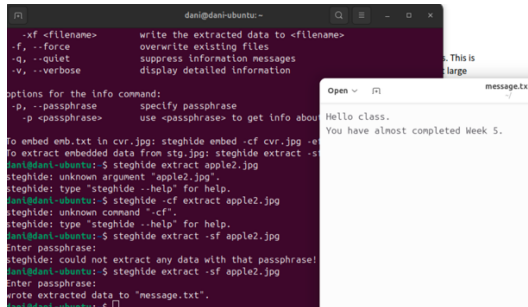 dani@dani-ubuntu: ~
-xf <filename> write the extracted data to <filename>
-f, --force overwrite existing files
-q, --quiet suppress information messages
-v, --verbose display detailed information
options for the info command:
-p, --passphrase specify passphrase
-p <passphrase> use <passphrase> to get info about
To embed emb.txt in cvr.jpg: steghide embed -cf cvr.jpg
To extract embedded data from stg.jpg: steghide extract
dani@dani-ubuntu:~$ steghide extract apple2.jpg
steghide: unknown argument "apple2.jpg".
steghide: type "steghide --help" for help.
dani@dani-ubuntu:~$ steghide -cf extract apple2.jpg
steghide: unknown command "-cf".
steghide: type "steghide --help" for help.
dani@dani-ubuntu:~$ steghide extract -sf apple2.jpg
Enter passphrase:
steghide: could not extract any data with that passphrase!
dani@dani-ubuntu:~$ steghide extract -sf apple2.jpg
Enter passphrase:
wrote extracted data to "message.txt".
dani@dani-ubuntu:~$
s. This is
large
Open
message.tx
Hello class.
You have almost completed Week 5.